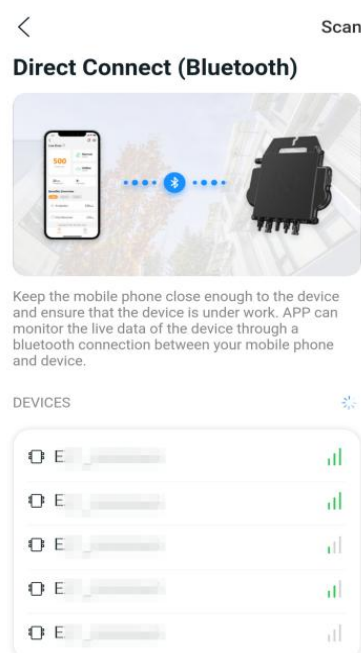 Scan
Direct Connect (Bluetooth)
500
Keep the mobile phone close enough to the device
and ensure that the device is under work. APP can
monitor the live data of the device through a
bluetooth connection between your mobile phone
and device.
DEVICES
E
E
E
E
E